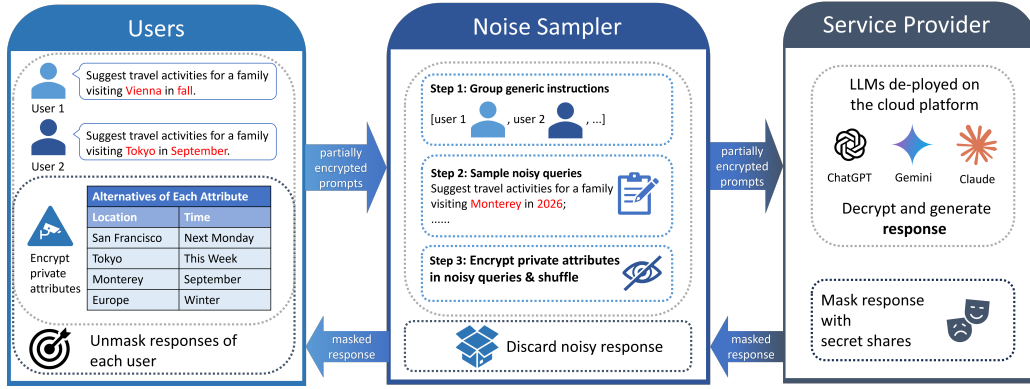 Users
Suggest travel activities for a family
visiting Vienna in fall.
User 1
Suggest travel activities for a family
visiting Tokyo in September.
User 2
Encrypt
private
attributes
Alternatives of Each Attribute
Location Time
San Francisco Next Monday
Tokyo This Week
Monterey September
Europe Winter
Unmask responses of
each user
partially
encrypted
prompts
masked
response
Noise Sampler
Step 1: Group generic instructions
[user 1 , user 2 , ...]
Step 2: Sample noisy queries
Suggest travel activities for a family
visiting Monterey in 2026;
......
Step 3: Encrypt private attributes
in noisy queries & shuffle
Discard noisy response
partially
encrypted
prompts
masked
response
Service Provider
LLMs de-ployed on
the cloud platform
ChatGPT Gemini Claude
Decrypt and generate
response
Mask response
with
secret shares